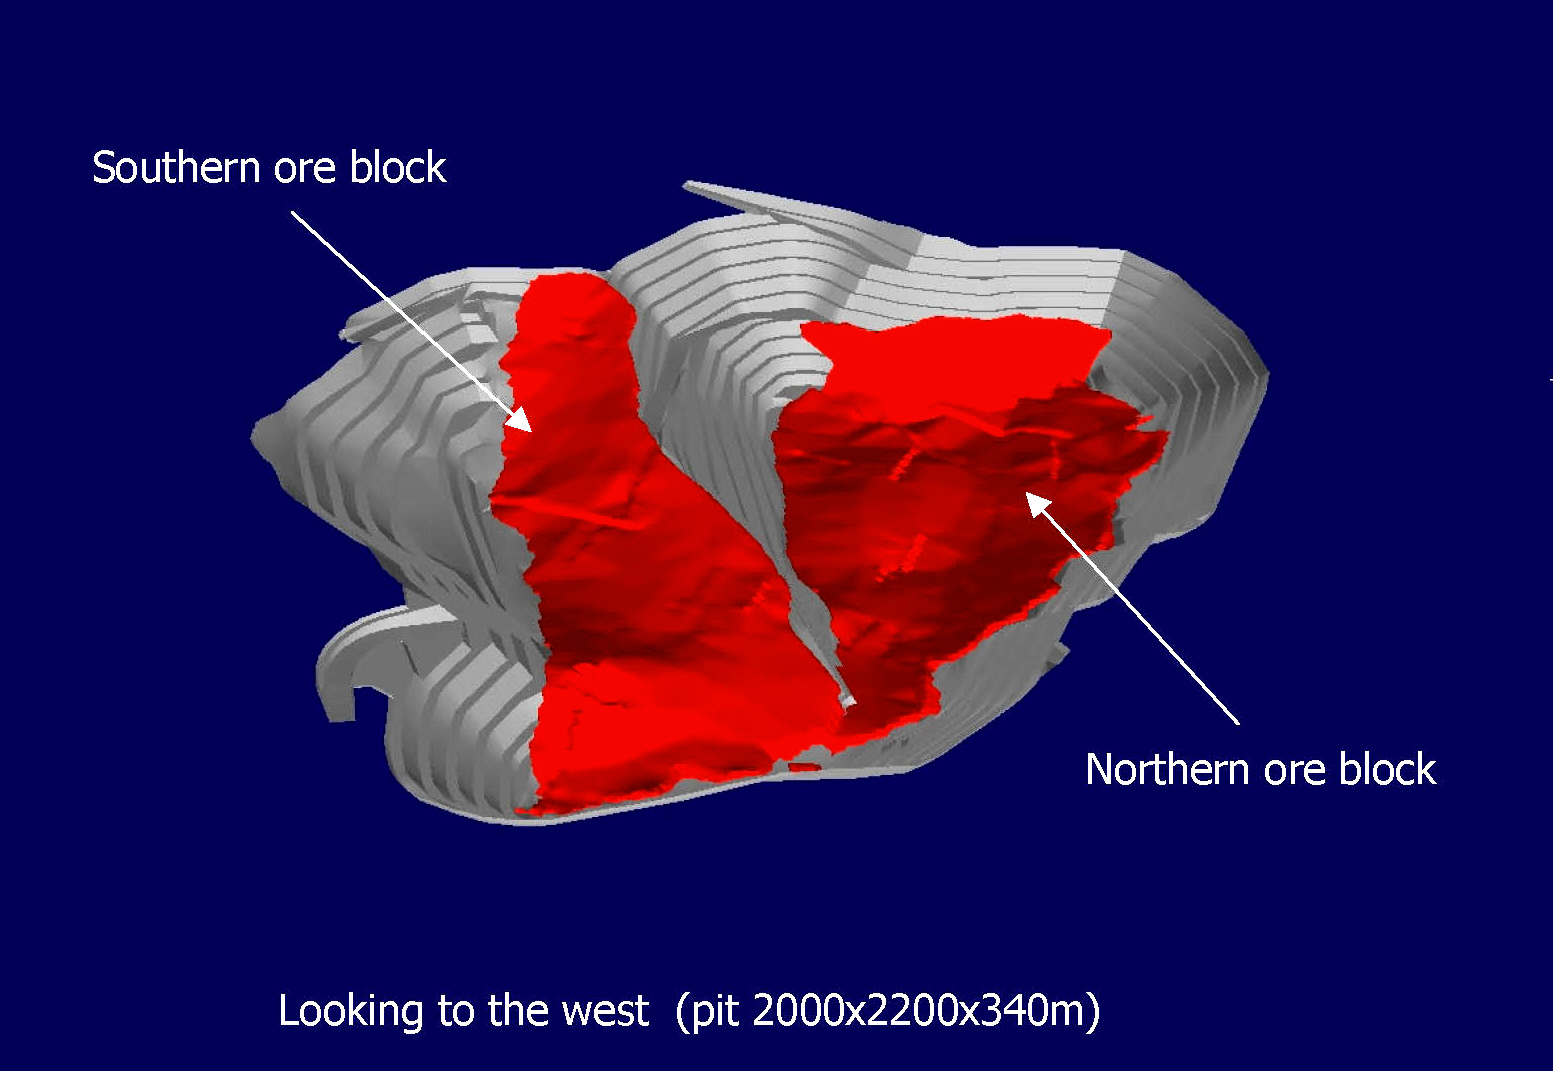 Southern ore block
Northern ore block
Looking to the west (pit 2000x2200x340m)